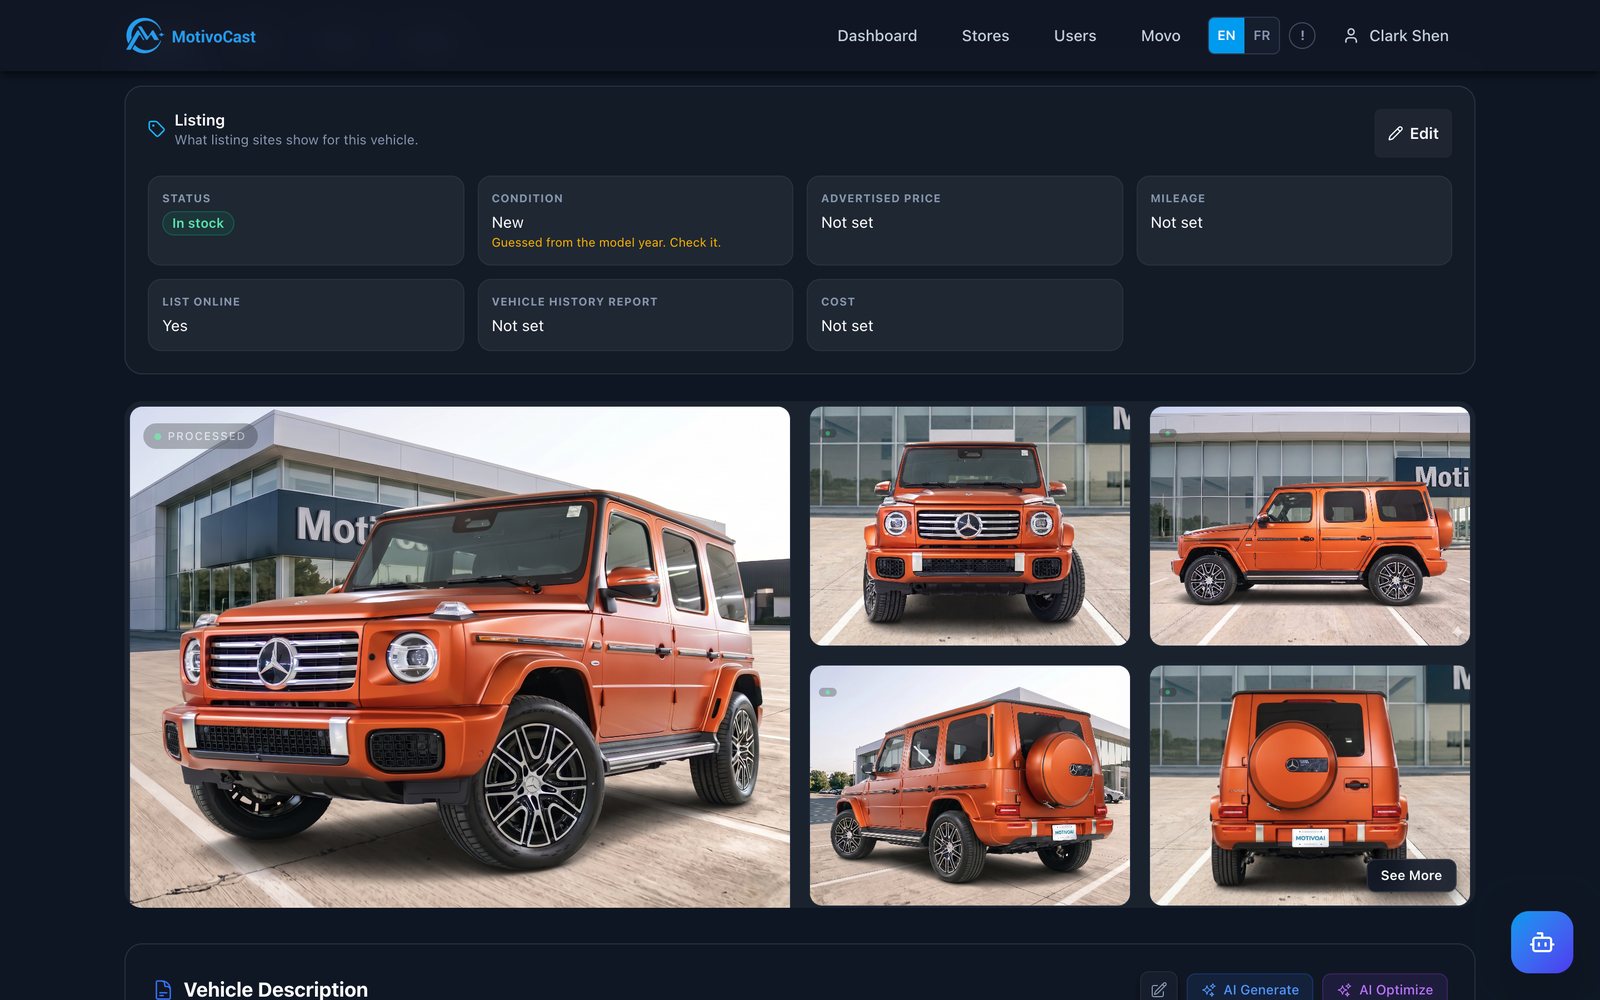 MotivoCast
Dashboard
Stores
Users
Movo
EN
FR
!
Clark Shen
Listing
What listing sites show for this vehicle.
Edit
STATUS
In stock
CONDITION
New
Guessed from the model year. Check it.
ADVERTISED PRICE
Not set
MILEAGE
Not set
LIST ONLINE
Yes
VEHICLE HISTORY REPORT
Not set
COST
Not set
PROCESSED
Moti
M
Moti
MOTIVOAI
M
MOTIVOAI
See More
Vehicle Description
AI Generate
AI Optimize